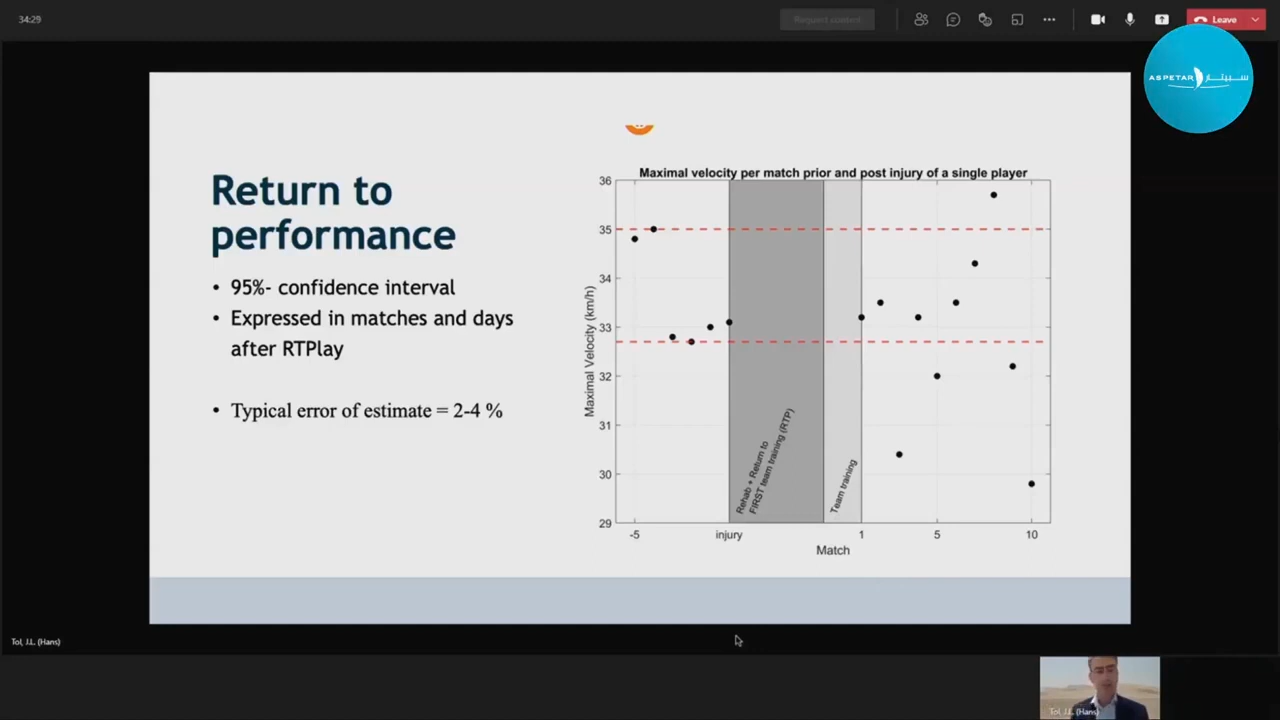 34:29
Request control
Leave
ASPETAR سبيتار
Return to
performance
• 95%- confidence interval
• Expressed in matches and days
after RTPlay
• Typical error of estimate = 2-4 %
Maximal velocity per match prior and post injury of a single player
36
35
34
33
32
31
30
29
Maximal Velocity (km/h)
Rehab + Return to
FIRST team training (RTP)
Team training
-5 injury 1 5 10
Match
Tol, J.L. (Hans)
Tol, J.L. (Hans)